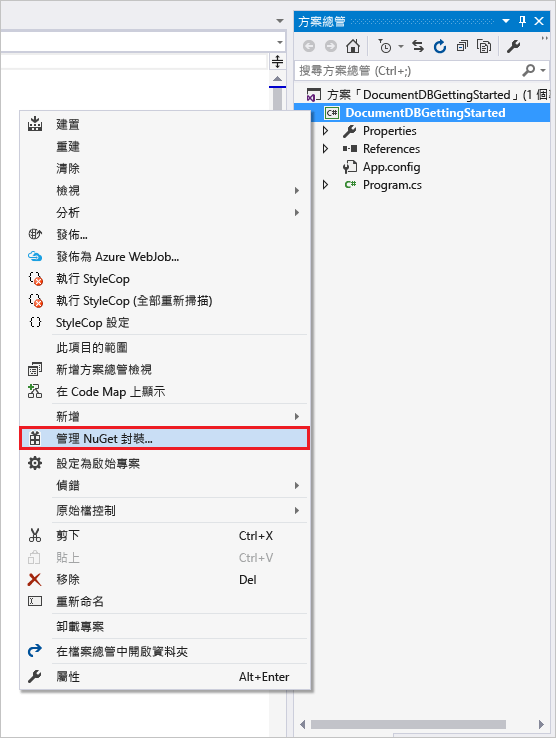 方案總管
搜尋方案總管 (Ctrl+;)
方案「DocumentDBGettingStarted」(1 個
C# DocumentDBGettingStarted
Properties
References
App.config
C# Program.cs
建置
重建
清除
檢視
分析
發佈...
發佈為 Azure WebJob...
執行 StyleCop
執行 StyleCop (全部重新掃描)
StyleCop 設定
此項目的範圍
新增方案總管檢視
在 Code Map 上顯示
新增
管理 NuGet 封裝...
設定為啟始專案
偵錯
原始檔控制
剪下 Ctrl+X
貼上 Ctrl+V
移除 Del
重新命名
卸載專案
在檔案總管中開啟資料夾
屬性 Alt+Enter